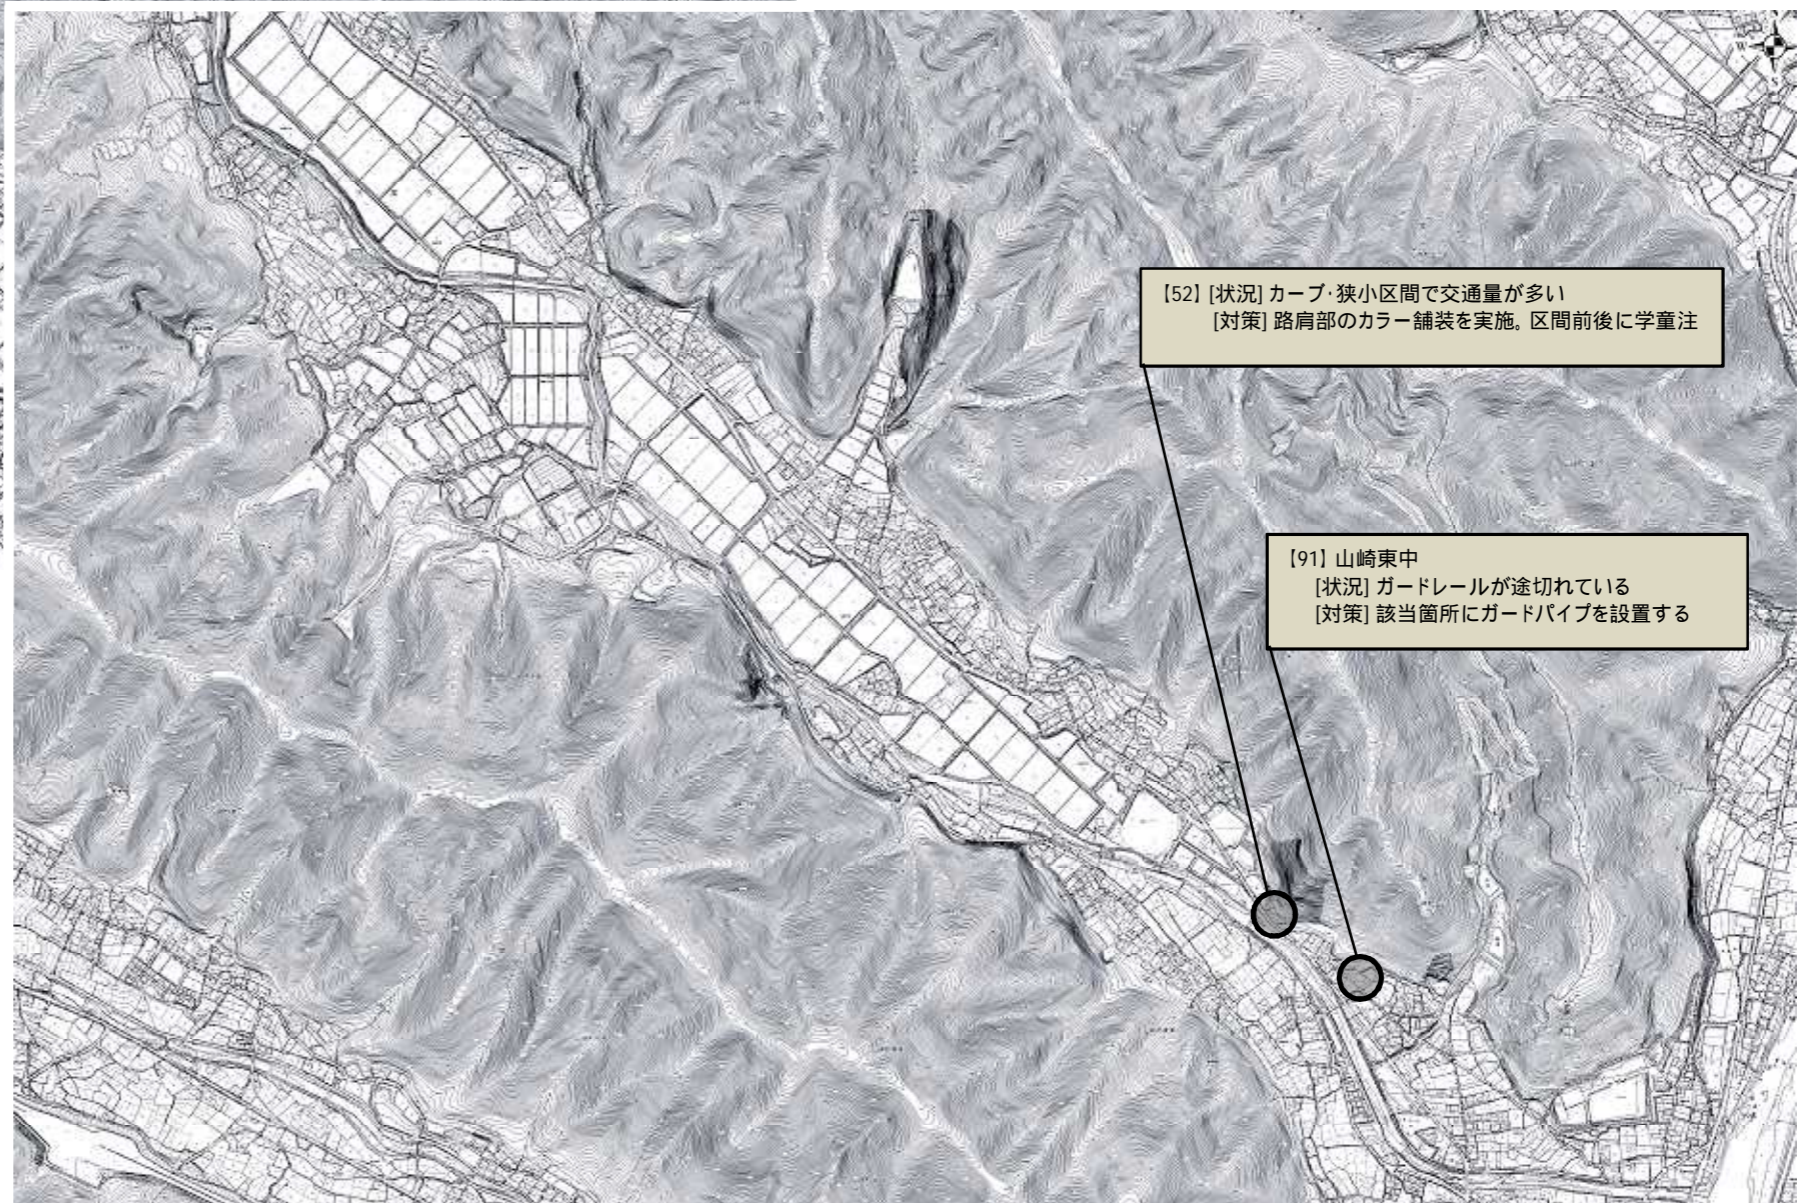 W
【52】 [状況] カーブ・狭小区間で交通量が多い
[対策] 路肩部のカラー舗装を実施。区間前後に学童注
【91】 山崎東中
[状況] ガードレールが途切れている
[対策] 該当箇所にガードパイプを設置する